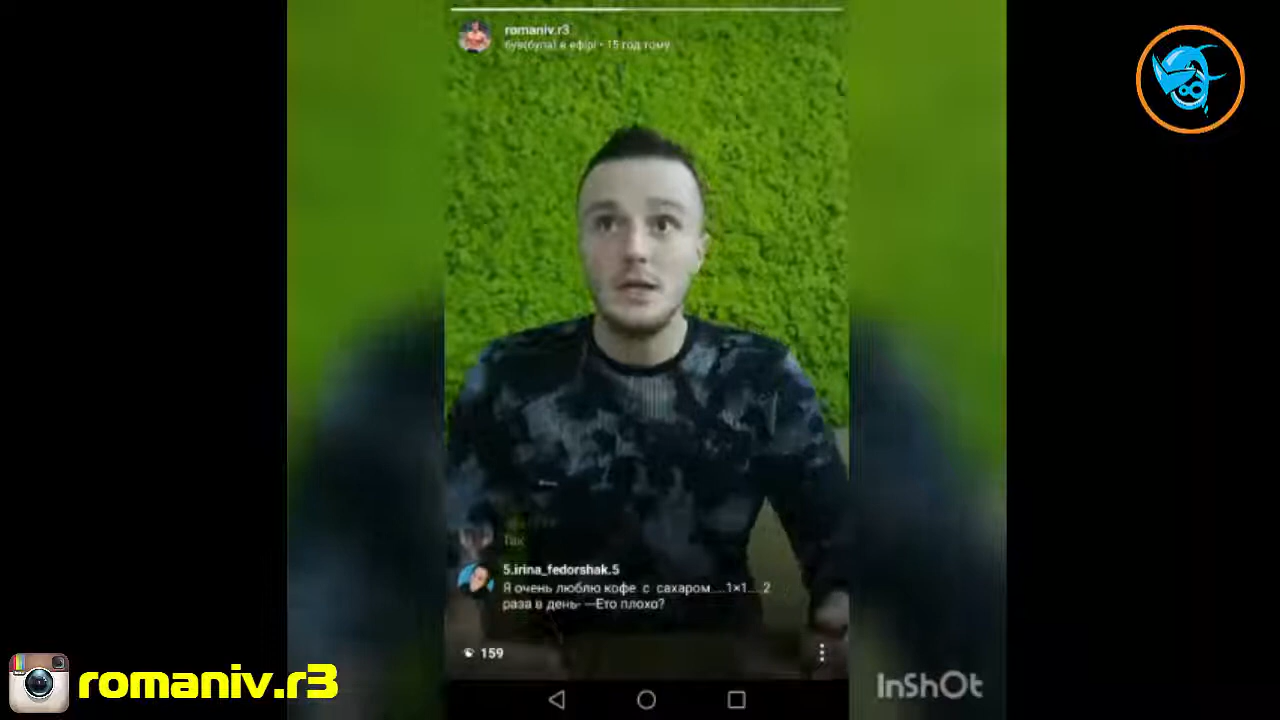 romaniv.r3
був(була) в ефірі • 15 год тому
Так
5.irina_fedorshak.5
Я очень люблю кофе с сахаром....1×1....2
раза в день- —Ето плохо?
159
romaniv.r3
InShOt